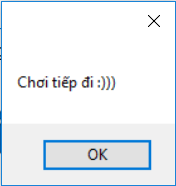 Chơi tiếp đi :)))
OK